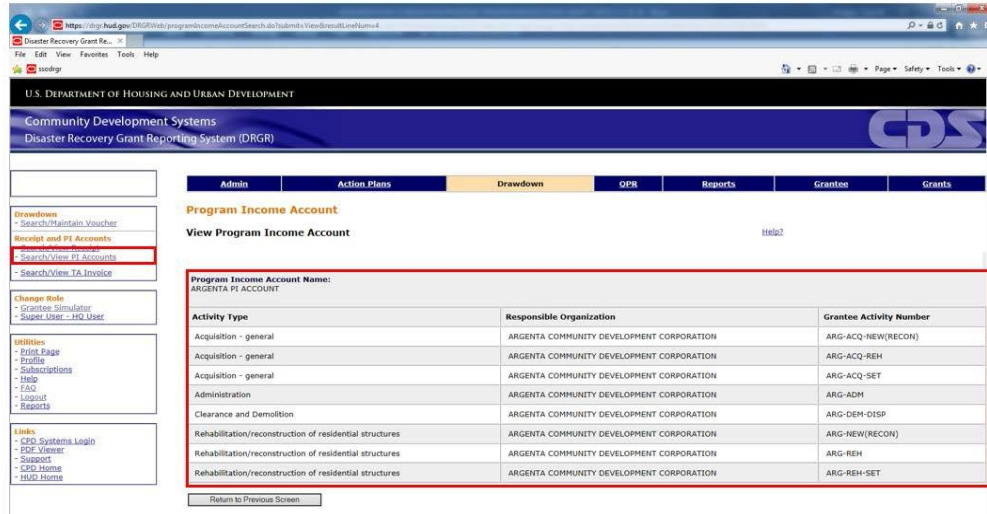 https://drgr.hud.gov/DRGRWeb/programIncomeAccountSearch.do?submit=View&resultLineNum=4
Disaster Recovery Grant Re...
File Edit View Favorites Tools Help
ssodrgr
Page Safety Tools
U.S. DEPARTMENT OF HOUSING AND URBAN DEVELOPMENT
Community Development Systems
Disaster Recovery Grant Reporting System (DRGR)
CDS
Admin Action Plans Drawdown QPR Reports Grantee Grants
Drawdown
- Search/Maintain Voucher
Receipt and PI Accounts
- Search/View Receipt
- Search/View PI Accounts
- Search/View TA Invoice
Change Role
- Grantee Simulator
- Super User - HQ User
Utilities
- Print Page
- Profile
- Subscriptions
- Help
- FAQ
- Logout
- Reports
Links
- CPD Systems Login
- PDF Viewer
- Support
- CPD Home
- HUD Home
Program Income Account
View Program Income Account Help?
Program Income Account Name:
ARGENTA PI ACCOUNT
Activity Type Responsible Organization Grantee Activity Number
Acquisition - general ARGENTA COMMUNITY DEVELOPMENT CORPORATION ARG-ACQ-NEW(RECON)
Acquisition - general ARGENTA COMMUNITY DEVELOPMENT CORPORATION ARG-ACQ-REH
Acquisition - general ARGENTA COMMUNITY DEVELOPMENT CORPORATION ARG-ACQ-SET
Administration ARGENTA COMMUNITY DEVELOPMENT CORPORATION ARG-ADM
Clearance and Demolition ARGENTA COMMUNITY DEVELOPMENT CORPORATION ARG-DEM-DISP
Rehabilitation/reconstruction of residential structures ARGENTA COMMUNITY DEVELOPMENT CORPORATION ARG-NEW(RECON)
Rehabilitation/reconstruction of residential structures ARGENTA COMMUNITY DEVELOPMENT CORPORATION ARG-REH
Rehabilitation/reconstruction of residential structures ARGENTA COMMUNITY DEVELOPMENT CORPORATION ARG-REH-SET
Return to Previous Screen